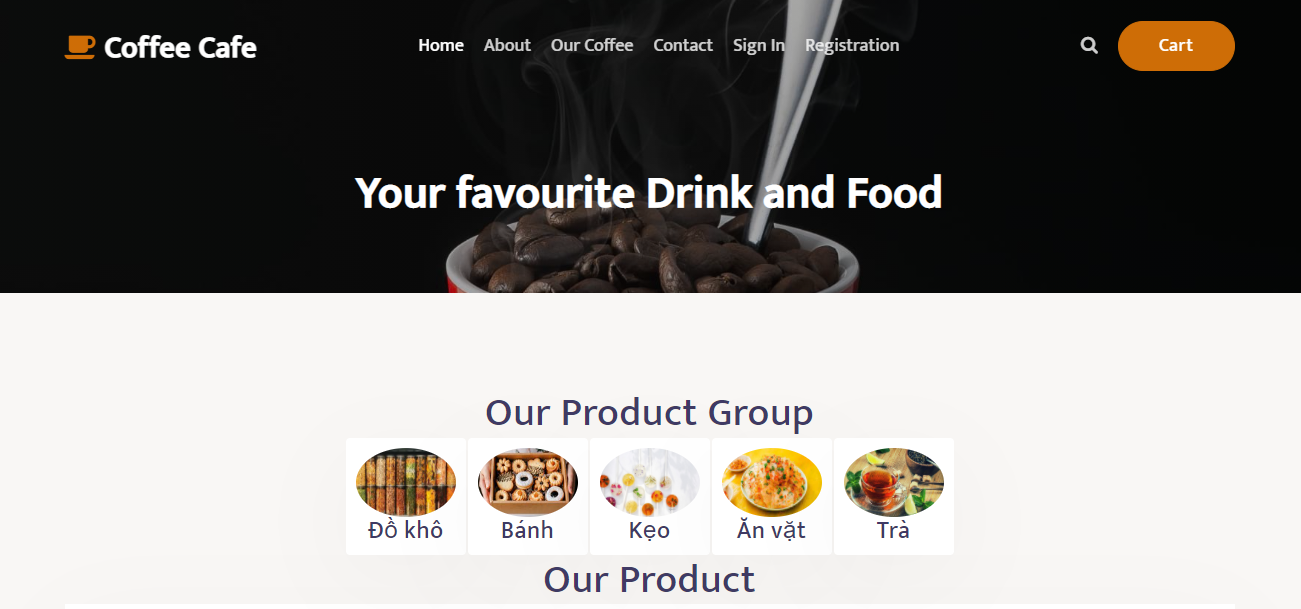 Coffee Cafe
Home About Our Coffee Contact Sign In Registration
Cart
Your favourite Drink and Food
Our Product Group
Đồ khô
Bánh
Kẹo
Ăn vặt
Trà
Our Product